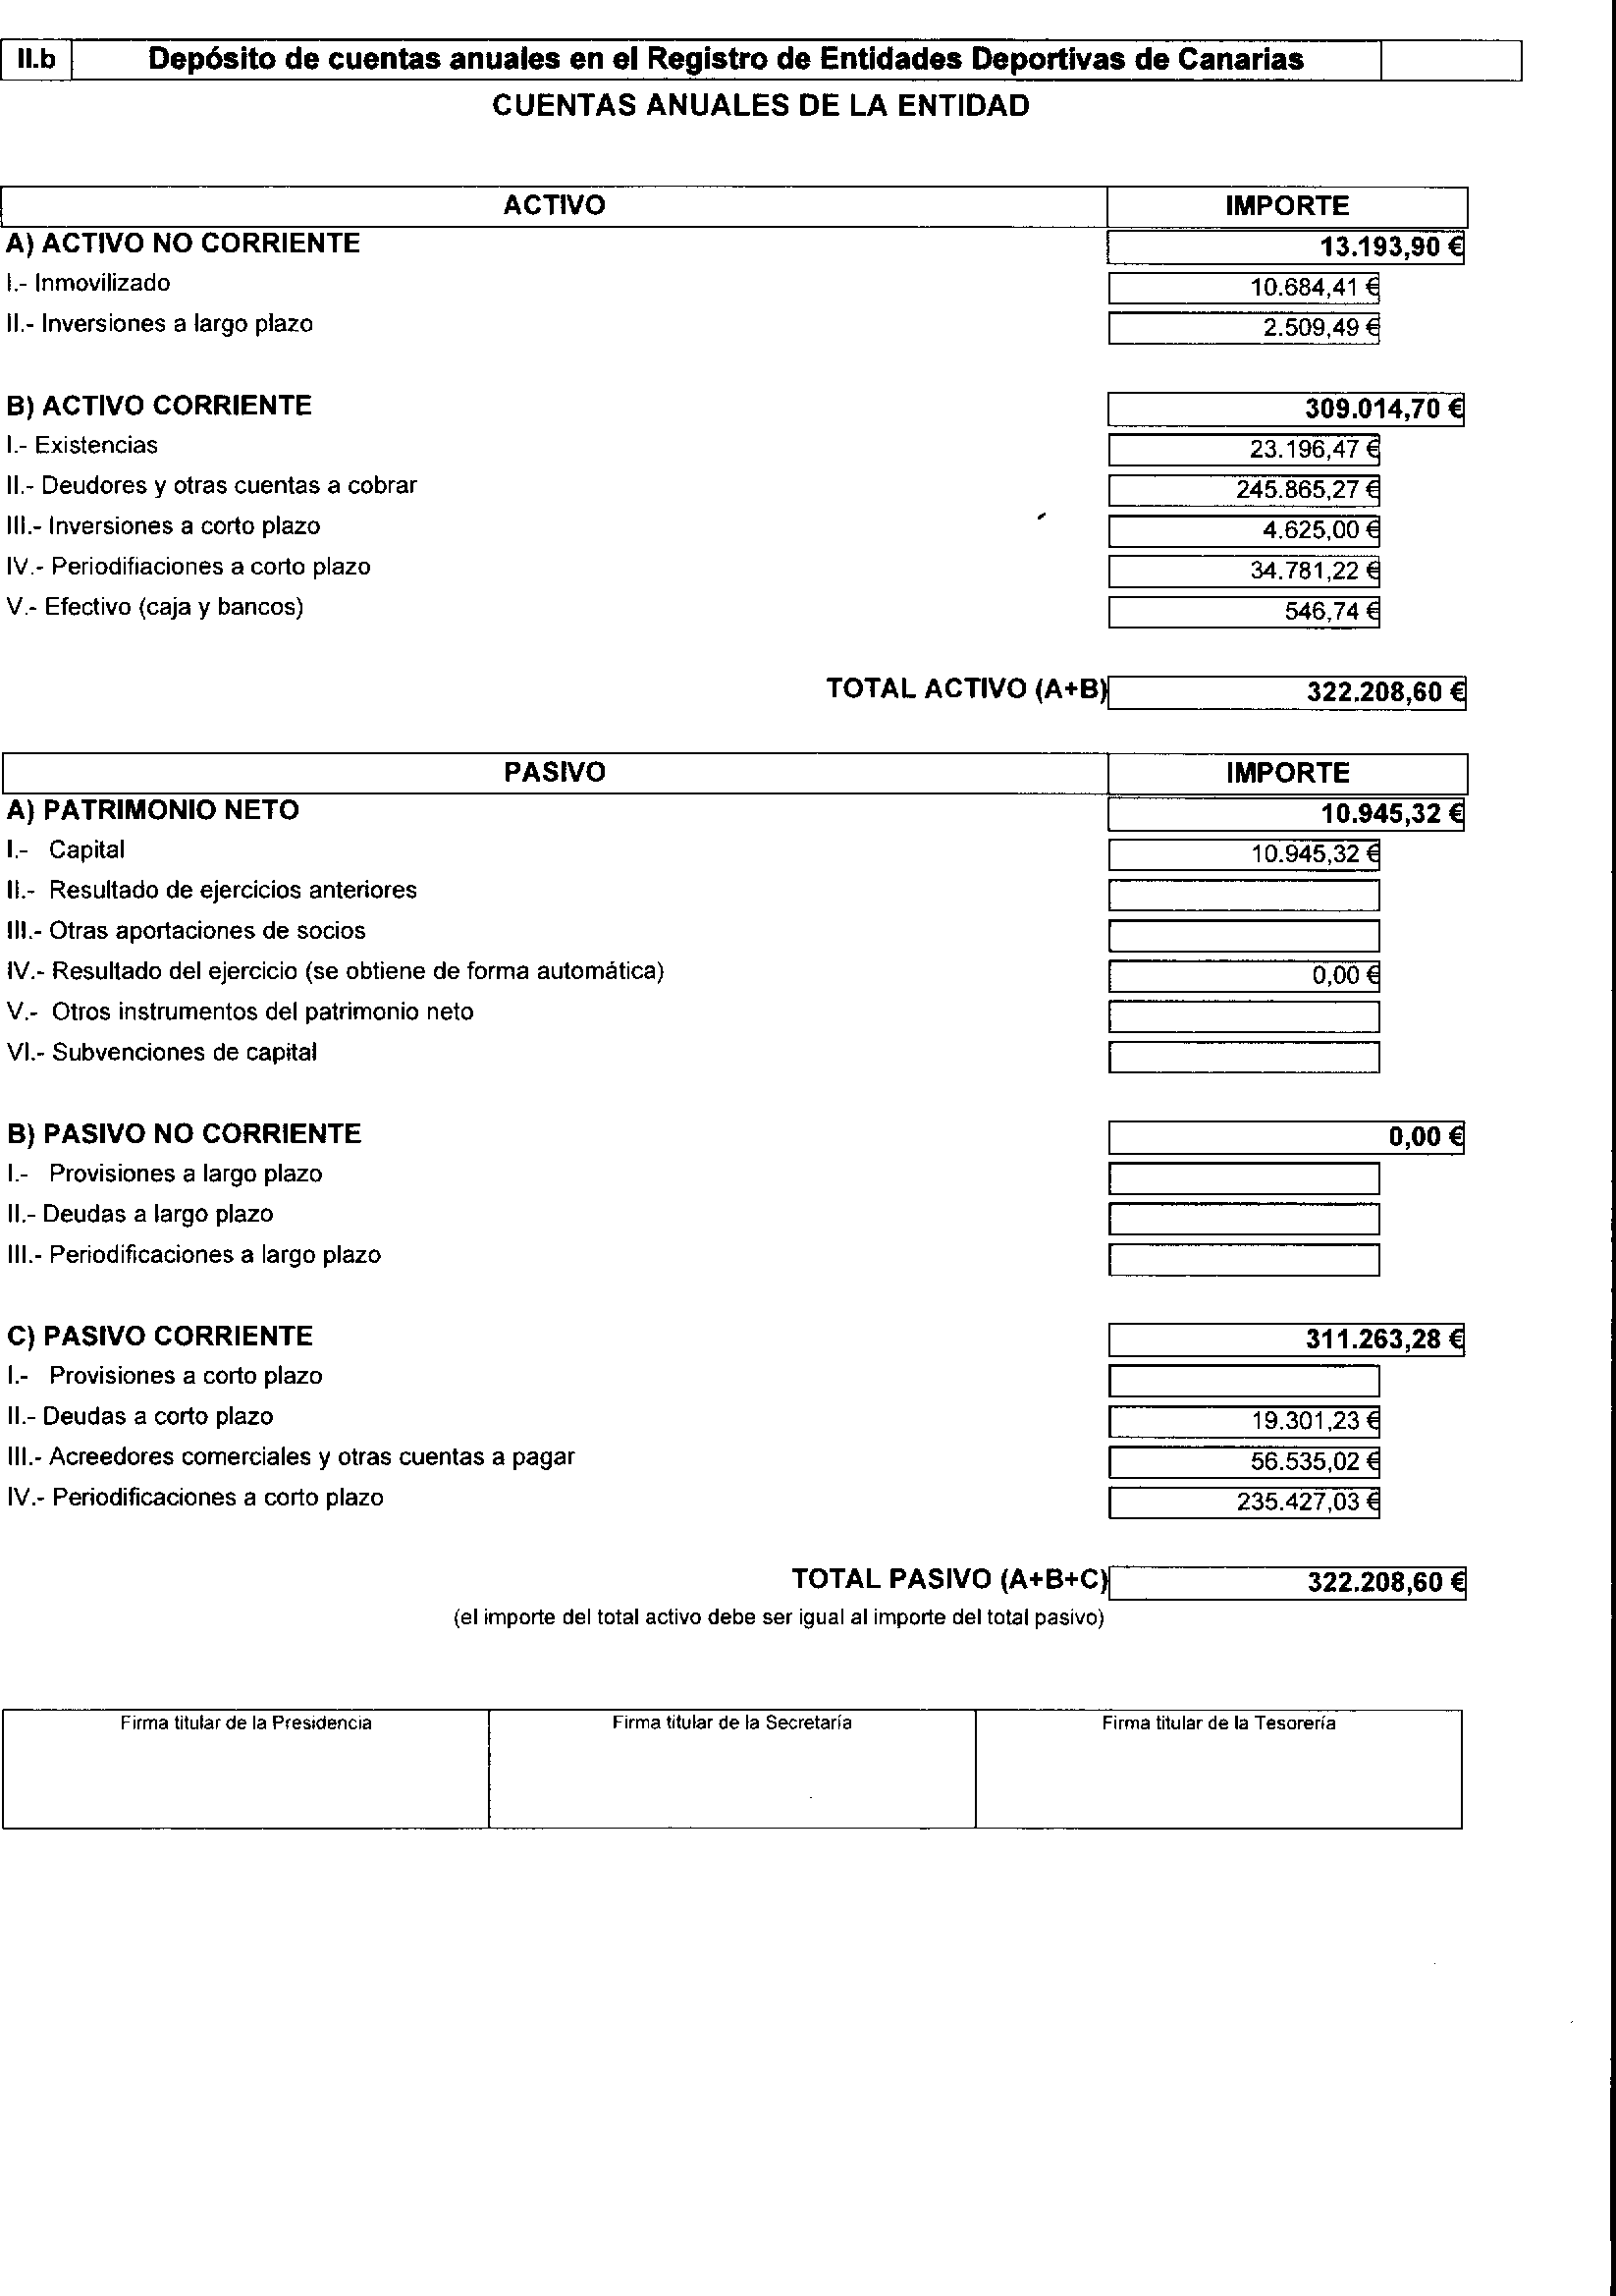 II.b Depósito de cuentas anuales en el Registro de Entidades Deportivas de Canarias
CUENTAS ANUALES DE LA ENTIDAD
ACTIVO IMPORTE
A) ACTIVO NO CORRIENTE 13.193,90 €
I.- Inmovilizado 10.684,41 €
II.- Inversiones a largo plazo 2.509,49 €
B) ACTIVO CORRIENTE 309.014,70 €
I.- Existencias 23.196,47 €
II.- Deudores y otras cuentas a cobrar 245.865,27 €
III.- Inversiones a corto plazo 4.625,00 €
IV.- Periodifiaciones a corto plazo 34.781,22 €
V.- Efectivo (caja y bancos) 546,74 €
TOTAL ACTIVO (A+B) 322.208,60 €
PASIVO IMPORTE
A) PATRIMONIO NETO 10.945,32 €
I.- Capital 10.945,32 €
II.- Resultado de ejercicios anteriores
III.- Otras aportaciones de socios
IV.- Resultado del ejercicio (se obtiene de forma automática) 0,00 €
V.- Otros instrumentos del patrimonio neto
VI.- Subvenciones de capital
B) PASIVO NO CORRIENTE 0,00 €
I.- Provisiones a largo plazo
II.- Deudas a largo plazo
III.- Periodificaciones a largo plazo
C) PASIVO CORRIENTE 311.263,28 €
I.- Provisiones a corto plazo
II.- Deudas a corto plazo 19.301,23 €
III.- Acreedores comerciales y otras cuentas a pagar 56.535,02 €
IV.- Periodificaciones a corto plazo 235.427,03 €
TOTAL PASIVO (A+B+C) 322.208,60 €
(el importe del total activo debe ser igual al importe del total pasivo)
Firma titular de la Presidencia Firma titular de la Secretaría Firma titular de la Tesorería